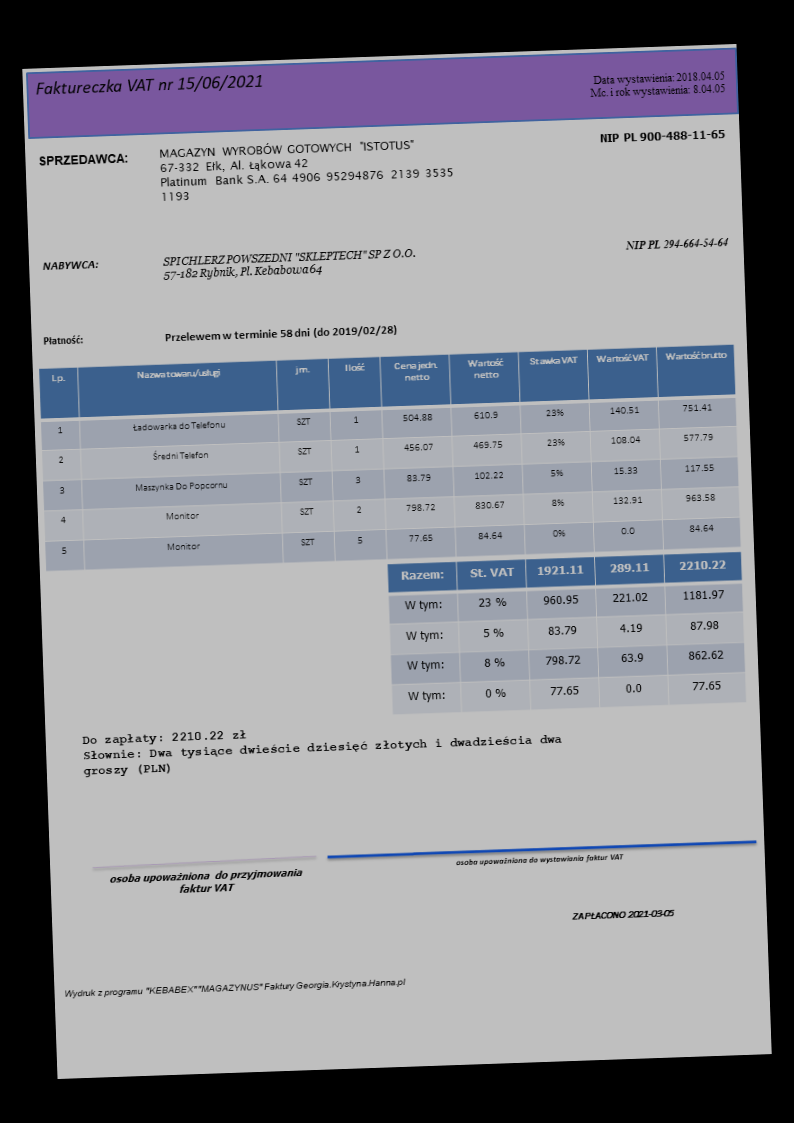 Faktureczka VAT nr 15/06/2021
Data wystawienia: 2018.04.05
Mc. i rok wystawienia: 8.04.05
SPRZEDAWCA:
MAGAZYN WYROBÓW GOTOWYCH "ISTOTUS"
67-332 Ełk, Al. Łąkowa 42
Platinum Bank S.A. 64 4906 95294876 2139 3535
1193
NIP PL 900-488-11-65
NABYWCA:
SPICHLERZ POWSZEDNI "SKLEPTECH" SP Z O.O.
57-182 Rybnik, Pl. Kebabowa 64
NIP PL 294-664-54-64
Płatność: Przelewem w terminie 58 dni (do 2019/02/28)
Lp. Nazwa towaru/usługi jm. Ilość Cena jedn. netto Wartość netto Stawka VAT Wartość VAT Wartość brutto
1 Ładowarka do Telefonu SZT 1 504.88 610.9 23% 140.51 751.41
2 Średni Telefon SZT 1 456.07 469.75 23% 108.04 577.79
3 Maszynka Do Popcornu SZT 3 83.79 102.22 5% 15.33 117.55
4 Monitor SZT 2 798.72 830.67 8% 132.91 963.58
5 Monitor SZT 5 77.65 84.64 0% 0.0 84.64
Razem: St. VAT 1921.11 289.11 2210.22
W tym: 23 % 960.95 221.02 1181.97
W tym: 5 % 83.79 4.19 87.98
W tym: 8 % 798.72 63.9 862.62
W tym: 0 % 77.65 0.0 77.65
Do zapłaty: 2210.22 zł
Słownie: Dwa tysiące dwieście dziesięć złotych i dwadzieścia dwa
groszy (PLN)
osoba upoważniona do przyjmowania
faktur VAT
osoba upoważniona do wystawiania faktur VAT
ZAPŁACONO 2021-03-05
Wydruk z programu "KEBABEX" "MAGAZYNUS" Faktury Georgia.Krystyna.Hanna.pl